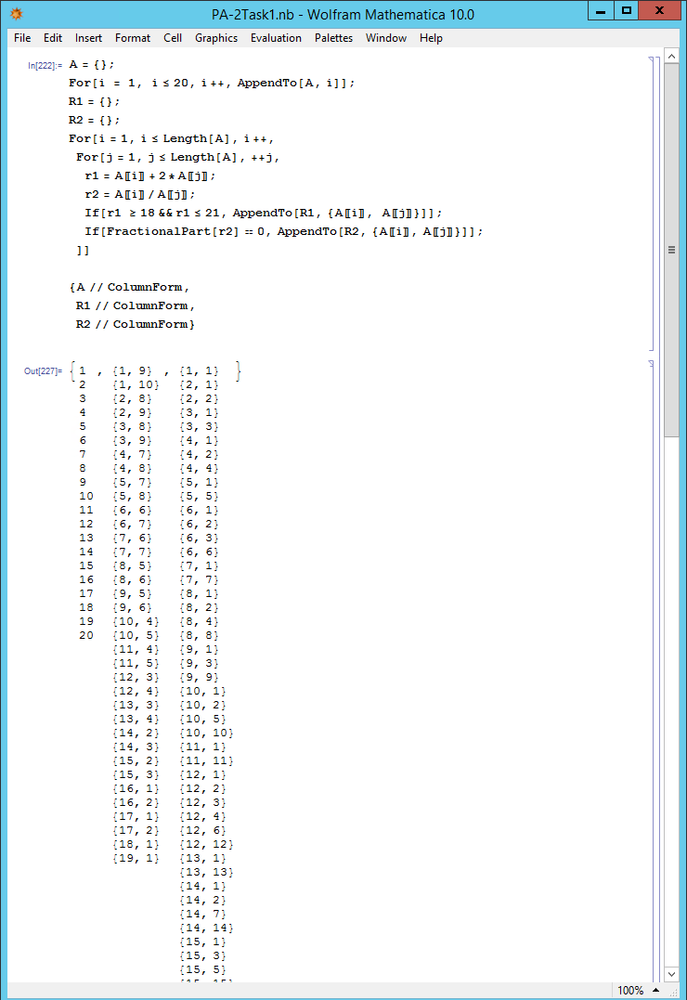 PA-2Task1.nb - Wolfram Mathematica 10.0
File Edit Insert Format Cell Graphics Evaluation Palettes Window Help
In[222]:= A = {};
For[i = 1, i ≤ 20, i++, AppendTo[A, i]];
R1 = {};
R2 = {};
For[i = 1, i ≤ Length[A], i++,
For[j = 1, j ≤ Length[A], ++j,
r1 = A〚i〛 + 2 * A〚j〛;
r2 = A〚i〛 / A〚j〛;
If[r1 ≥ 18 && r1 ≤ 21, AppendTo[R1, {A〚i〛, A〚j〛}]];
If[FractionalPart[r2] == 0, AppendTo[R2, {A〚i〛, A〚j〛}]];
]]
{A // ColumnForm,
R1 // ColumnForm,
R2 // ColumnForm}
Out[227]= {1 , {1, 9} , {1, 1} }
2 {1, 10} {2, 1}
3 {2, 8} {2, 2}
4 {2, 9} {3, 1}
5 {3, 8} {3, 3}
6 {3, 9} {4, 1}
7 {4, 7} {4, 2}
8 {4, 8} {4, 4}
9 {5, 7} {5, 1}
10 {5, 8} {5, 5}
11 {6, 6} {6, 1}
12 {6, 7} {6, 2}
13 {7, 6} {6, 3}
14 {7, 7} {6, 6}
15 {8, 5} {7, 1}
16 {8, 6} {7, 7}
17 {9, 5} {8, 1}
18 {9, 6} {8, 2}
19 {10, 4} {8, 4}
20 {10, 5} {8, 8}
{11, 4} {9, 1}
{11, 5} {9, 3}
{12, 3} {9, 9}
{12, 4} {10, 1}
{13, 3} {10, 2}
{13, 4} {10, 5}
{14, 2} {10, 10}
{14, 3} {11, 1}
{15, 2} {11, 11}
{15, 3} {12, 1}
{16, 1} {12, 2}
{16, 2} {12, 3}
{17, 1} {12, 4}
{17, 2} {12, 6}
{18, 1} {12, 12}
{19, 1} {13, 1}
{13, 13}
{14, 1}
{14, 2}
{14, 7}
{14, 14}
{15, 1}
{15, 3}
{15, 5}
100%